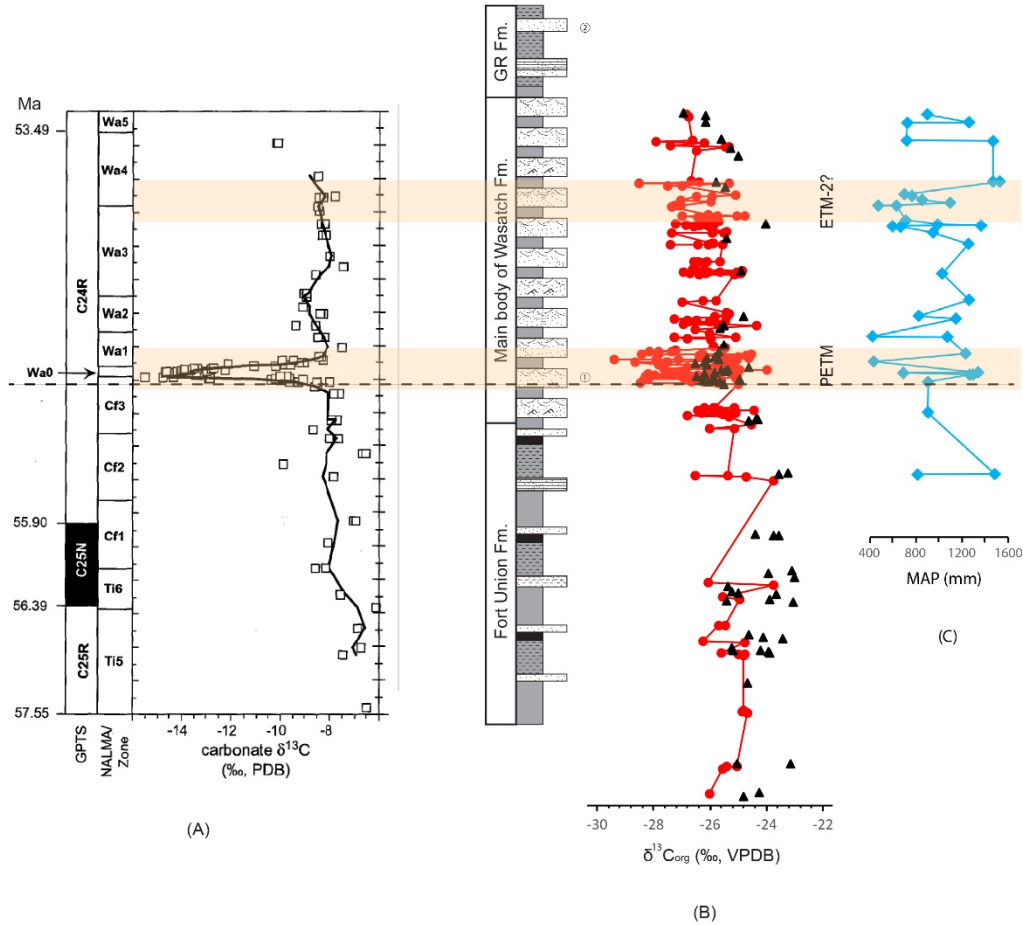 Ma
53.49
55.90
56.39
57.55
C24R
C25N
C25R
GPTS
Wa5
Wa4
Wa3
Wa2
Wa1
Wa0
Cf3
Cf2
Cf1
Ti6
Ti5
NALMA/
Zone
-14 -12 -10 -8
carbonate δ¹³C
(‰, PDB)
(A)
GR Fm.
Main body of Wasatch Fm.
Fort Union Fm.
②
①
-30 -28 -26 -24 -22
δ¹³Corg (‰, VPDB)
(B)
ETM-2?
PETM
400 800 1200 1600
MAP (mm)
(C)